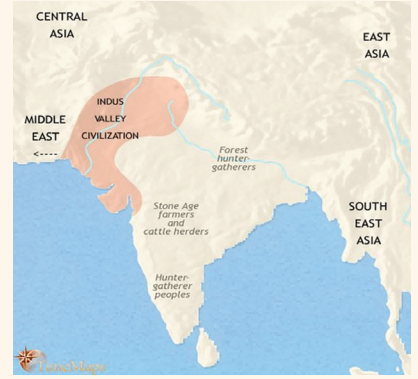 CENTRAL
ASIA
EAST
ASIA
INDUS
VALLEY
CIVILIZATION
MIDDLE
EAST
<----
Forest
hunter-
gatherers
Stone Age
farmers
and
cattle herders
SOUTH
EAST
ASIA
Hunter-
gatherer
peoples
TimeMaps